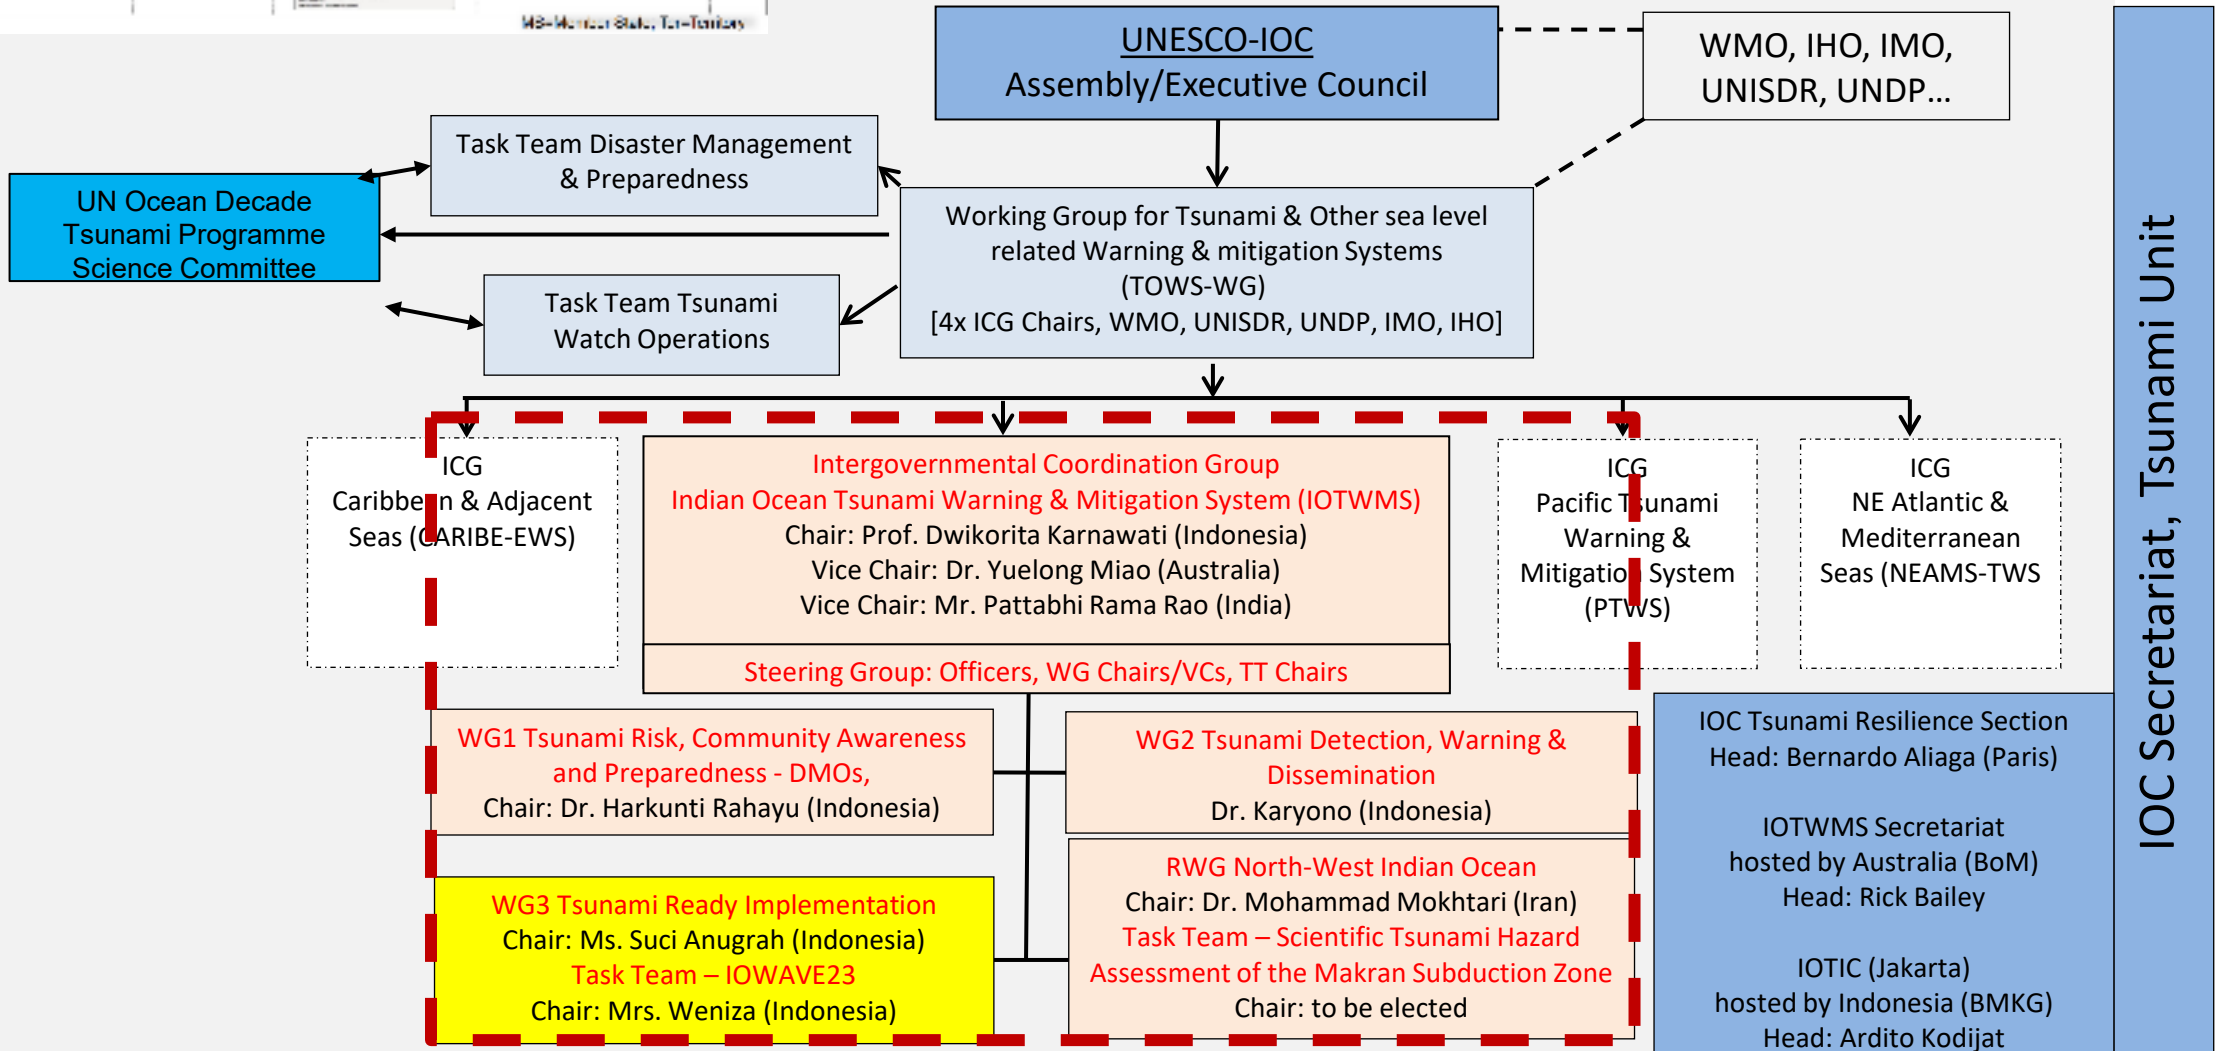 MS=Member State, Ter=Territory
UNESCO-IOC
Assembly/Executive Council
WMO, IHO, IMO,
UNISDR, UNDP...
Task Team Disaster Management
& Preparedness
UN Ocean Decade
Tsunami Programme
Science Committee
Working Group for Tsunami & Other sea level
related Warning & mitigation Systems
(TOWS-WG)
[4x ICG Chairs, WMO, UNISDR, UNDP, IMO, IHO]
Task Team Tsunami
Watch Operations
ICG
Caribbean & Adjacent
Seas (CARIBE-EWS)
Intergovernmental Coordination Group
Indian Ocean Tsunami Warning & Mitigation System (IOTWMS)
Chair: Prof. Dwikorita Karnawati (Indonesia)
Vice Chair: Dr. Yuelong Miao (Australia)
Vice Chair: Mr. Pattabhi Rama Rao (India)
Steering Group: Officers, WG Chairs/VCs, TT Chairs
ICG
Pacific Tsunami
Warning &
Mitigation System
(PTWS)
ICG
NE Atlantic &
Mediterranean
Seas (NEAMS-TWS
WG1 Tsunami Risk, Community Awareness
and Preparedness - DMOs,
Chair: Dr. Harkunti Rahayu (Indonesia)
WG2 Tsunami Detection, Warning &
Dissemination
Dr. Karyono (Indonesia)
WG3 Tsunami Ready Implementation
Chair: Ms. Suci Anugrah (Indonesia)
Task Team – IOWAVE23
Chair: Mrs. Weniza (Indonesia)
RWG North-West Indian Ocean
Chair: Dr. Mohammad Mokhtari (Iran)
Task Team – Scientific Tsunami Hazard
Assessment of the Makran Subduction Zone
Chair: to be elected
IOC Tsunami Resilience Section
Head: Bernardo Aliaga (Paris)
IOTWMS Secretariat
hosted by Australia (BoM)
Head: Rick Bailey
IOTIC (Jakarta)
hosted by Indonesia (BMKG)
Head: Ardito Kodijat
IOC Secretariat, Tsunami Unit